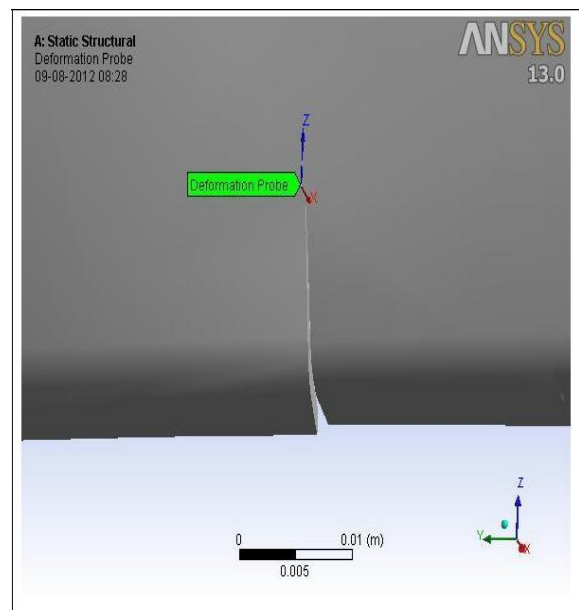 A: Static Structural
Deformation Probe
09-08-2012 08:28
ANSYS
13.0
Z
Deformation Probe
X
0
0.01 (m)
0.005
Z
Y
X